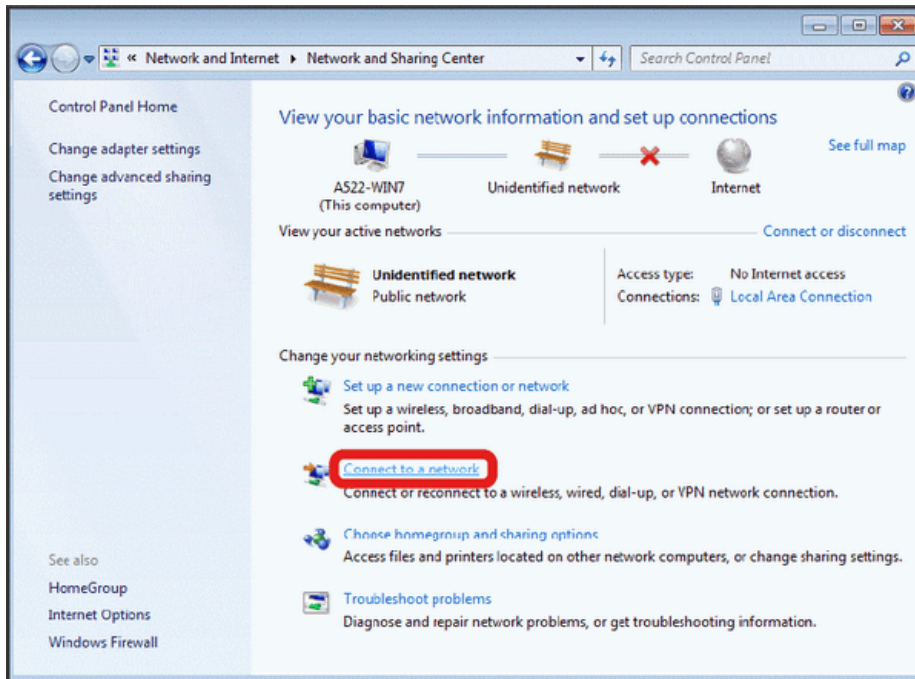 « Network and Internet ▸ Network and Sharing Center
Search Control Panel
Control Panel Home
Change adapter settings
Change advanced sharing
settings
See also
HomeGroup
Internet Options
Windows Firewall
View your basic network information and set up connections
See full map
A522-WIN7
(This computer)
Unidentified network
Internet
View your active networks
Connect or disconnect
Unidentified network
Public network
Access type: No Internet access
Connections: Local Area Connection
Change your networking settings
Set up a new connection or network
Set up a wireless, broadband, dial-up, ad hoc, or VPN connection; or set up a router or
access point.
Connect to a network
Connect or reconnect to a wireless, wired, dial-up, or VPN network connection.
Choose homegroup and sharing options
Access files and printers located on other network computers, or change sharing settings.
Troubleshoot problems
Diagnose and repair network problems, or get troubleshooting information.